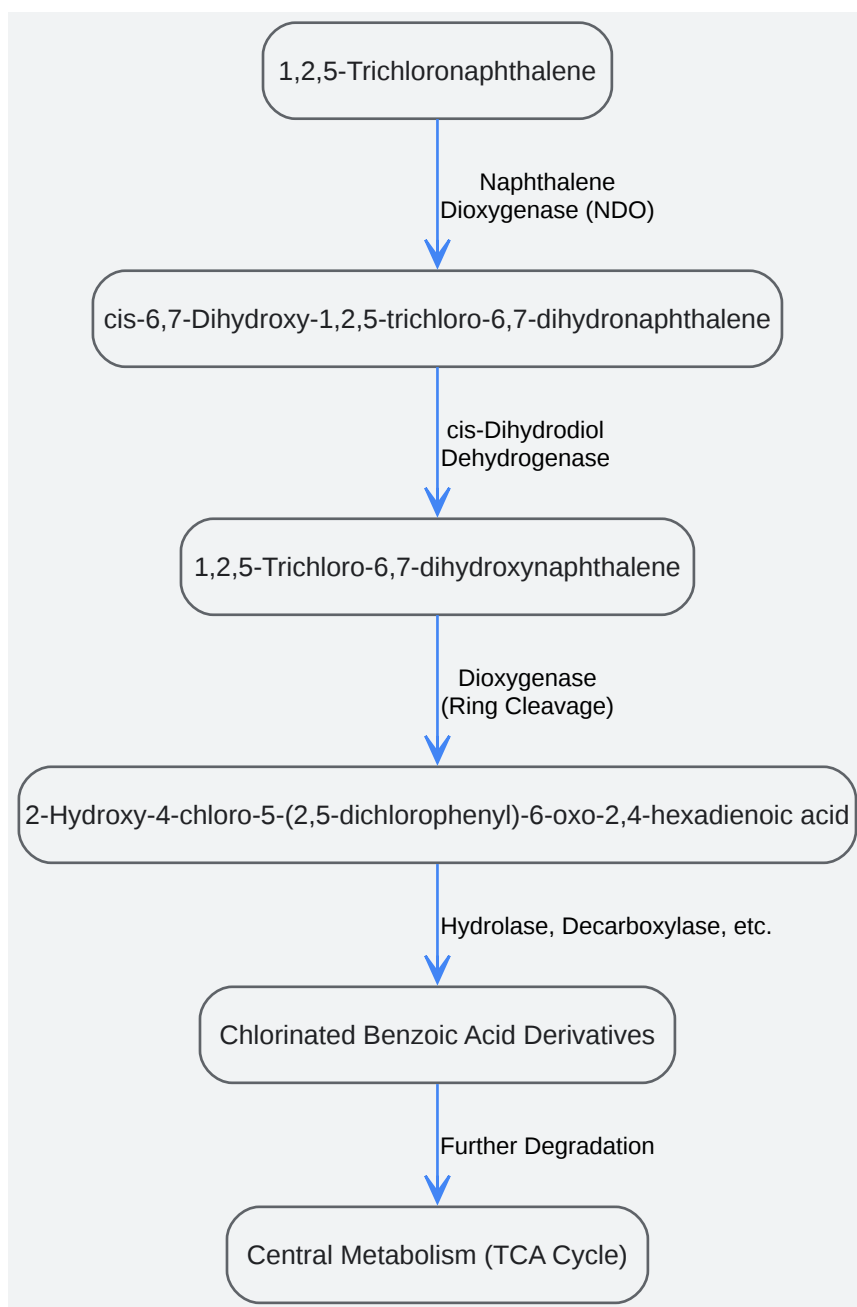 1,2,5-Trichloronaphthalene
Naphthalene
Dioxygenase (NDO)
cis-6,7-Dihydroxy-1,2,5-trichloro-6,7-dihydronaphthalene
cis-Dihydrodiol
Dehydrogenase
1,2,5-Trichloro-6,7-dihydroxynaphthalene
Dioxygenase
(Ring Cleavage)
2-Hydroxy-4-chloro-5-(2,5-dichlorophenyl)-6-oxo-2,4-hexadienoic acid
Hydrolase, Decarboxylase, etc.
Chlorinated Benzoic Acid Derivatives
Further Degradation
Central Metabolism (TCA Cycle)